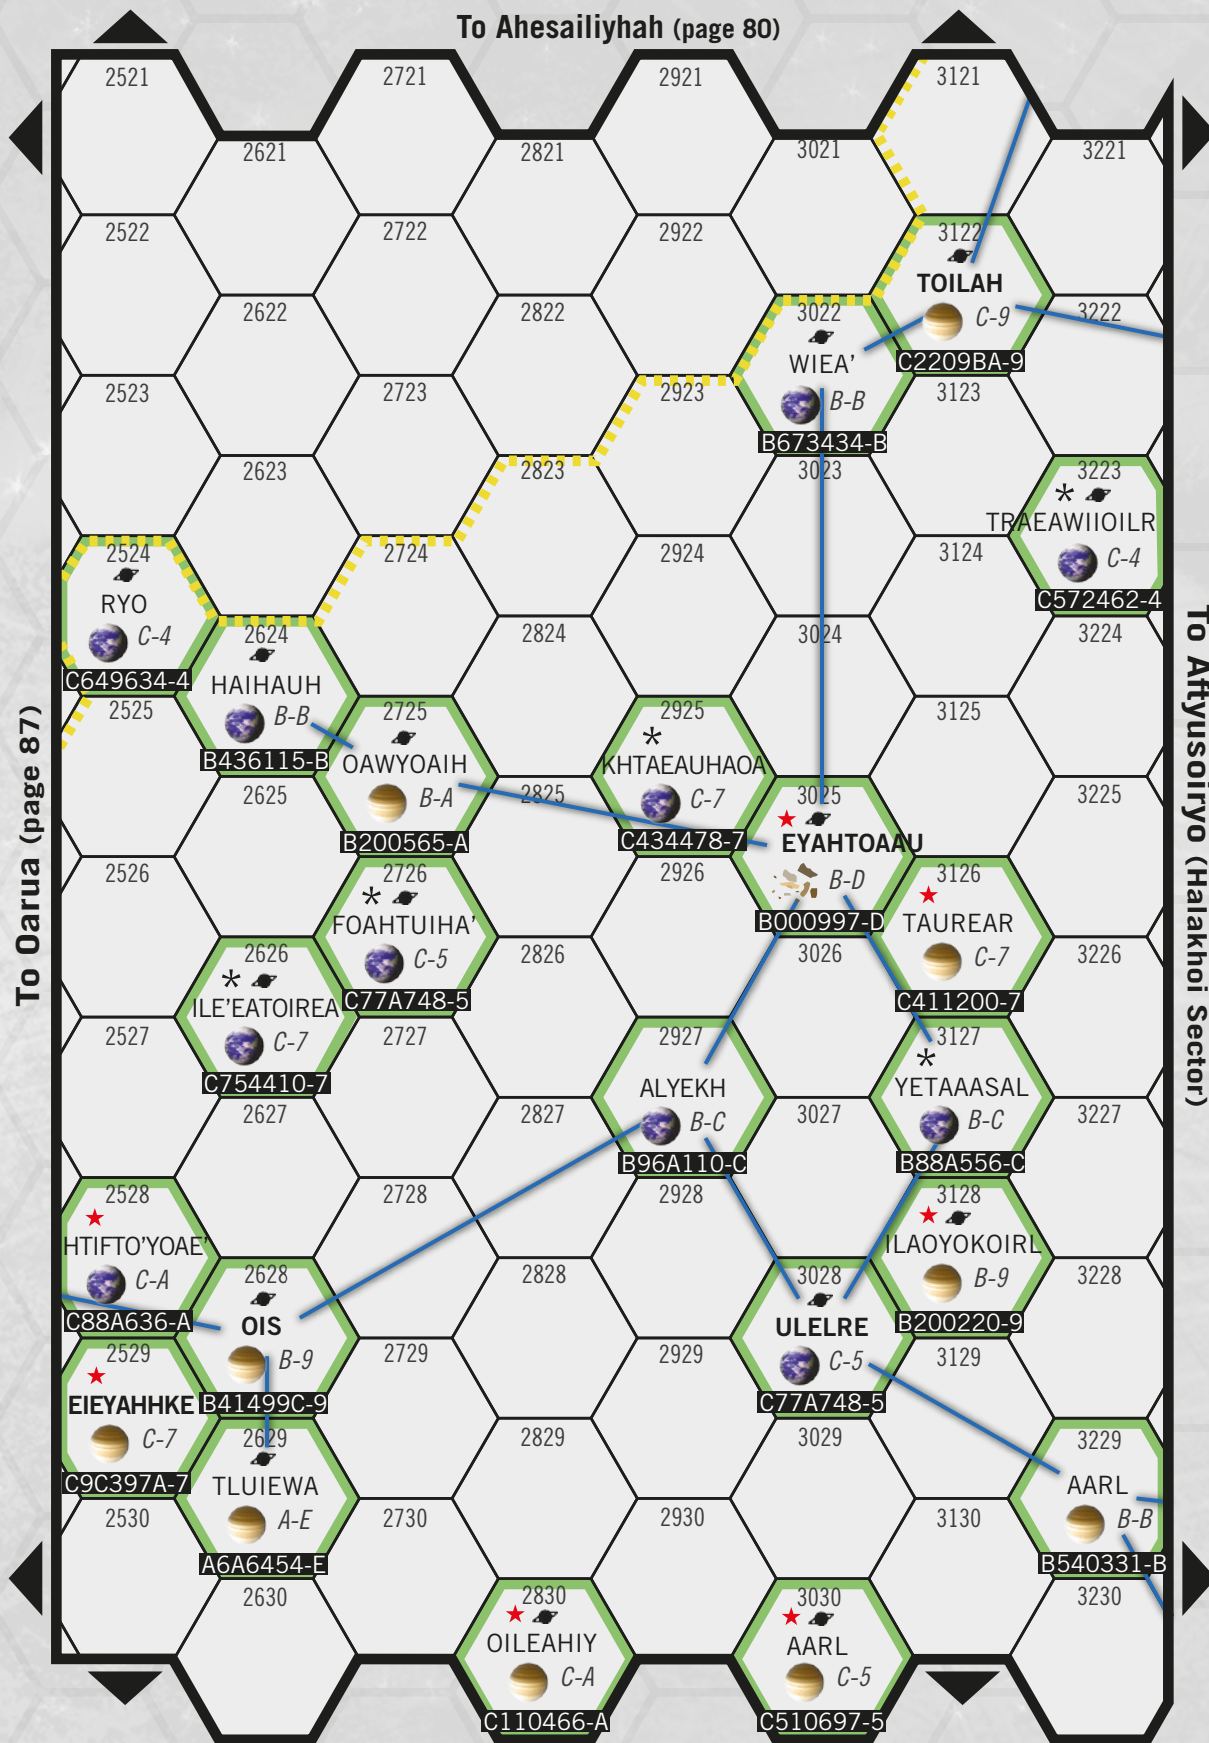 To Ahesailiyhah (page 80)
2521
2721
2921
3121
2621
2821
3021
3221
2522
2722
2922
3122
TOILAH
C-9
C2209BA-9
2622
2822
3022
WIEA'
B-B
B673434-B
3222
2523
2723
2923
3123
2623
2823
3023
3223
TRAEAWIIOILR
C-4
C572462-4
2524
RYO
C-4
C649634-4
2724
2924
3124
2624
HAIHAUH
B-B
B436115-B
2824
3024
3224
2525
2725
OAWYOAIH
B-A
B200565-A
2925
KHTAEAUHAOA
C-7
C434478-7
3125
2625
2825
3025
EYAHTOAAU
B-D
B000997-D
3225
2526
2726
FOAHTUIHA'
C-5
C77A748-5
2926
3126
TAUREAR
C-7
C411200-7
2626
ILE'EATOIREA
C-7
C754410-7
2826
3026
3226
2527
2727
2927
ALYEKH
B-C
B96A110-C
3127
YETAAASAL
B-C
B88A556-C
2627
2827
3027
3227
2528
HTIFTO'YOAE'
C-A
C88A636-A
2728
2928
3128
ILAOYOKOIRL
B-9
B200220-9
2628
OIS
B-9
B41499C-9
2828
3028
ULELRE
C-5
C77A748-5
3228
2529
EIEYAHHKE
C-7
C9C397A-7
2729
2929
3129
2629
TLUIEWA
A-E
A6A6454-E
2829
3029
3229
AARL
B-B
B540331-B
2530
2730
2930
3130
2630
2830
OILEAHIY
C-A
C110466-A
3030
AARL
C-5
C510697-5
3230
To Oarua (page 87)
To Aftyusoiryo (Halakhoi Sector)